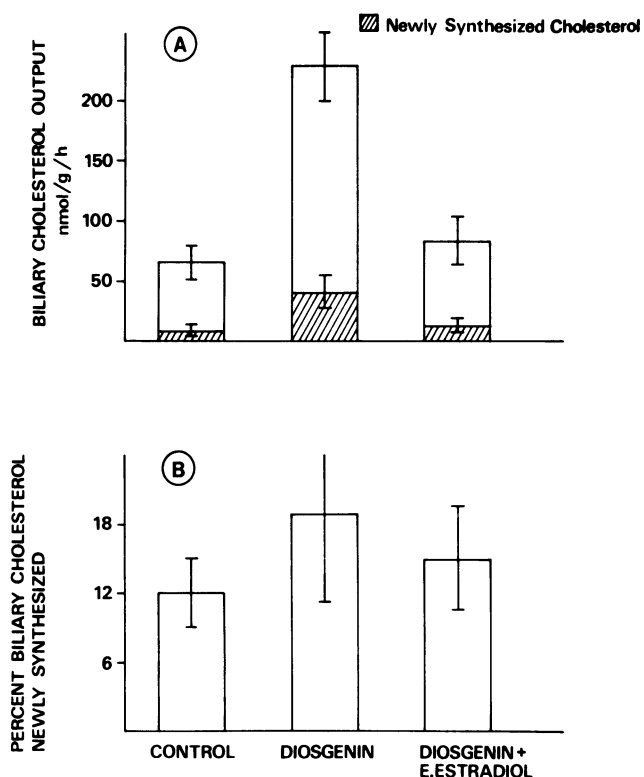 A
Newly Synthesized Cholesterol
BILIARY CHOLESTEROL OUTPUT
nmol/g/h
200
150
100
50
B
PERCENT BILIARY CHOLESTEROL
NEWLY SYNTHESIZED
18
12
6
CONTROL
DIOSGENIN
DIOSGENIN +
E.ESTRADIOL